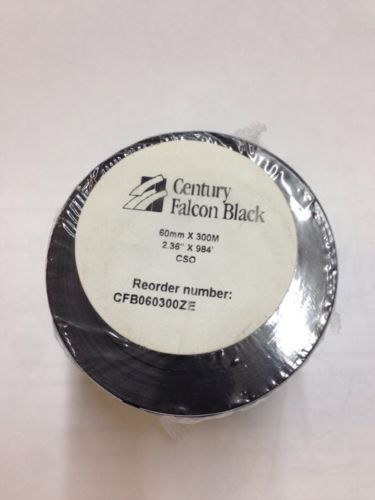 Century
Falcon Black
60mm X 300M
2.36" X 984'
CSO
Reorder number:
CFB060300ZE